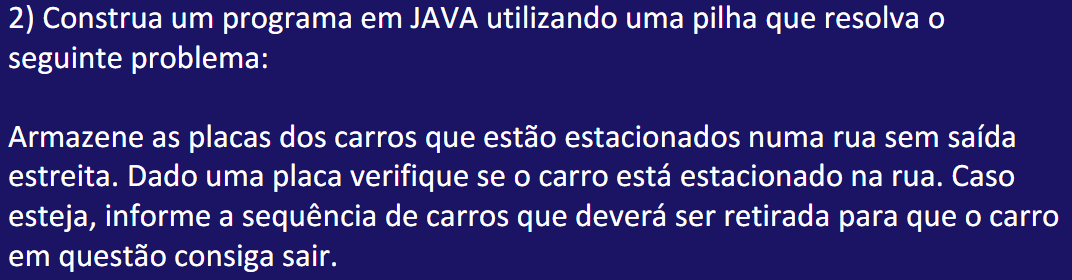 2) Construa um programa em JAVA utilizando uma pilha que resolva o
seguinte problema:
Armazene as placas dos carros que estão estacionados numa rua sem saída
estreita. Dado uma placa verifique se o carro está estacionado na rua. Caso
esteja, informe a sequência de carros que deverá ser retirada para que o carro
em questão consiga sair.